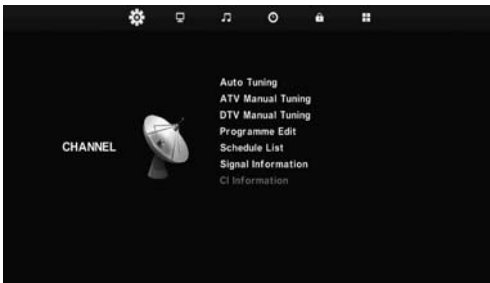 CHANNEL
Auto Tuning
ATV Manual Tuning
DTV Manual Tuning
Programme Edit
Schedule List
Signal Information
CI Information